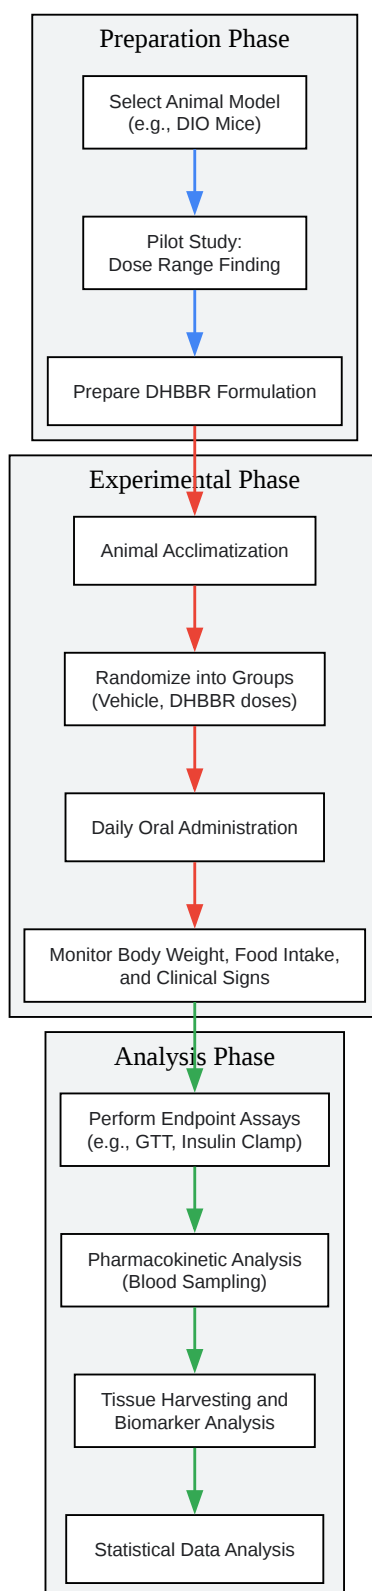 Preparation Phase
Select Animal Model
(e.g., DIO Mice)
Pilot Study:
Dose Range Finding
Prepare DHBBR Formulation
Experimental Phase
Animal Acclimatization
Randomize into Groups
(Vehicle, DHBBR doses)
Daily Oral Administration
Monitor Body Weight, Food Intake,
and Clinical Signs
Analysis Phase
Perform Endpoint Assays
(e.g., GTT, Insulin Clamp)
Pharmacokinetic Analysis
(Blood Sampling)
Tissue Harvesting and
Biomarker Analysis
Statistical Data Analysis